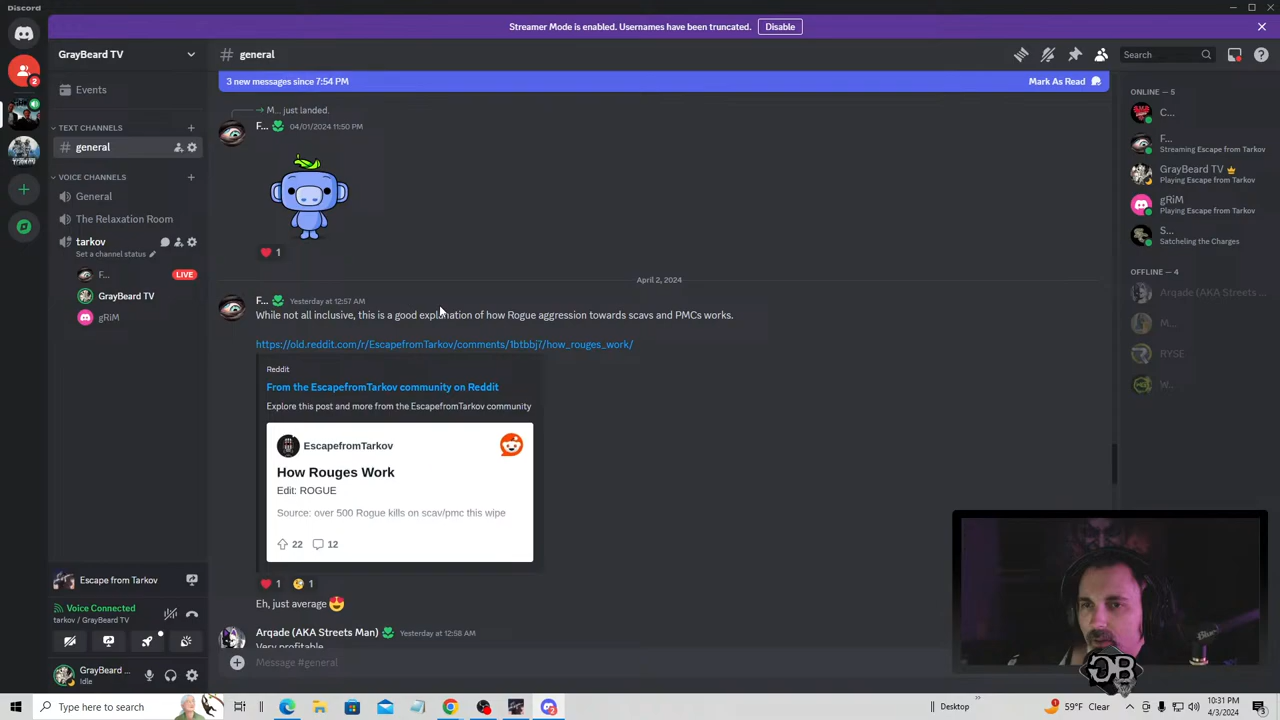 Discord
Streamer Mode is enabled. Usernames have been truncated.
Disable
GrayBeard TV
general
Search
3 new messages since 7:54 PM
Mark As Read
Events
TEXT CHANNELS
general
VOICE CHANNELS
General
The Relaxation Room
tarkov
Set a channel status
F...
LIVE
GrayBeard TV
gRiM
M... just landed.
F... 04/01/2024 11:50 PM
1
April 2, 2024
F... Yesterday at 12:57 AM
While not all inclusive, this is a good explanation of how Rogue aggression towards scavs and PMCs works.
https://old.reddit.com/r/EscapefromTarkov/comments/1btbbj7/how_rouges_work/
Reddit
From the EscapefromTarkov community on Reddit
Explore this post and more from the EscapefromTarkov community
EscapefromTarkov
How Rouges Work
Edit: ROGUE
Source: over 500 Rogue kills on scav/pmc this wipe
22 12
1 1
Eh, just average
Arqade (AKA Streets Man) Yesterday at 12:58 AM
Very profitable
Message #general
ONLINE — 5
C...
F...
Streaming Escape from Tarkov
GrayBeard TV
Playing Escape from Tarkov
gRiM
Playing Escape from Tarkov
S...
Satcheling the Charges
OFFLINE — 4
Arqade (AKA Streets ...
M...
RYSE
W...
Escape from Tarkov
Voice Connected
tarkov / GrayBeard TV
GrayBeard ...
Idle
2
GB
Type here to search
Desktop
59°F Clear
10:31 PM
4/3/2024